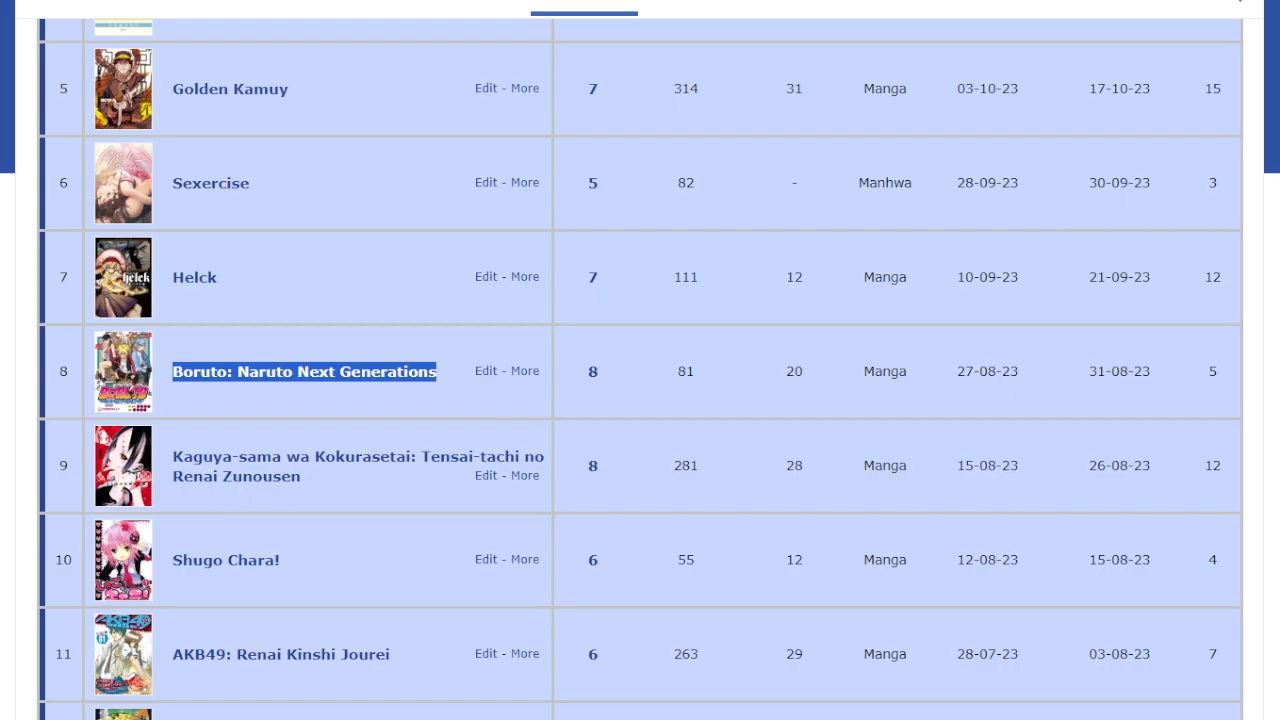 5 Golden Kamuy Edit - More 7 314 31 Manga 03-10-23 17-10-23 15
6 Sexercise Edit - More 5 82 - Manhwa 28-09-23 30-09-23 3
helck
7 Helck Edit - More 7 111 12 Manga 10-09-23 21-09-23 12
8 Boruto: Naruto Next Generations Edit - More 8 81 20 Manga 27-08-23 31-08-23 5
Kaguya-sama wa Kokurasetai: Tensai-tachi no
9 8 281 28 Manga 15-08-23 26-08-23 12
Renai Zunousen Edit - More
10 Shugo Chara! Edit - More 6 55 12 Manga 12-08-23 15-08-23 4
11 AKB49: Renai Kinshi Jourei Edit - More 6 263 29 Manga 28-07-23 03-08-23 7